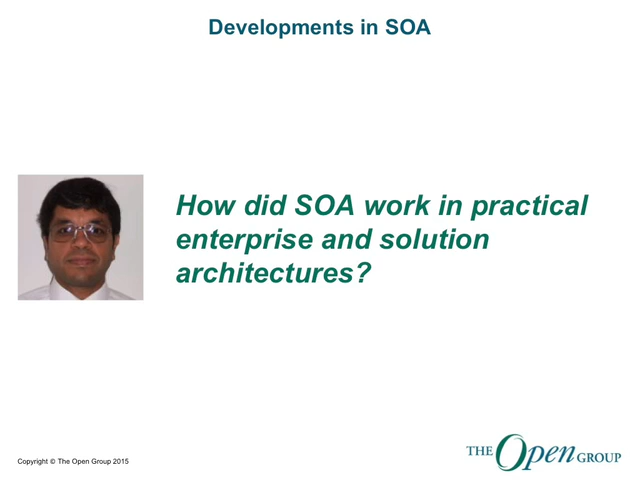 Developments in SOA
How did SOA work in practical
enterprise and solution
architectures?
Copyright © The Open Group 2015
THE Open GROUP